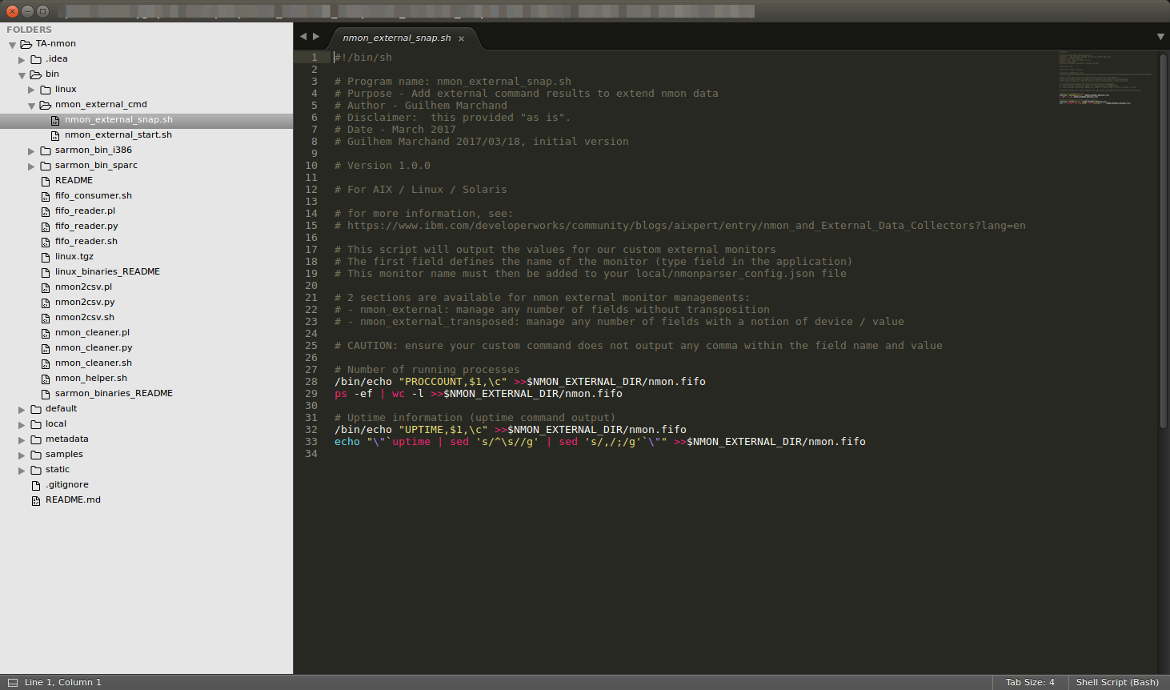 FOLDERS
TA-nmon
.idea
bin
linux
nmon_external_cmd
nmon_external_snap.sh
nmon_external_start.sh
sarmon_bin_i386
sarmon_bin_sparc
README
fifo_consumer.sh
fifo_reader.pl
fifo_reader.py
fifo_reader.sh
linux.tgz
linux_binaries_README
nmon2csv.pl
nmon2csv.py
nmon2csv.sh
nmon_cleaner.pl
nmon_cleaner.py
nmon_cleaner.sh
nmon_helper.sh
sarmon_binaries_README
default
local
metadata
samples
static
.gitignore
README.md
nmon_external_snap.sh ×
1 #!/bin/sh
2
3 # Program name: nmon_external_snap.sh
4 # Purpose - Add external command results to extend nmon data
5 # Author - Guilhem Marchand
6 # Disclaimer:  this provided "as is".
7 # Date - March 2017
8 # Guilhem Marchand 2017/03/18, initial version
9
10 # Version 1.0.0
11
12 # For AIX / Linux / Solaris
13
14 # for more information, see:
15 # https://www.ibm.com/developerworks/community/blogs/aixpert/entry/nmon_and_External_Data_Collectors?lang=en
16
17 # This script will output the values for our custom external monitors
18 # The first field defines the name of the monitor (type field in the application)
19 # This monitor name must then be added to your local/nmonparser_config.json file
20
21 # 2 sections are available for nmon external monitor managements:
22 # - nmon_external: manage any number of fields without transposition
23 # - nmon_external_transposed: manage any number of fields with a notion of device / value
24
25 # CAUTION: ensure your custom command does not output any comma within the field name and value
26
27 # Number of running processes
28 /bin/echo "PROCCOUNT,$1,\c" >>$NMON_EXTERNAL_DIR/nmon.fifo
29 ps -ef | wc -l >>$NMON_EXTERNAL_DIR/nmon.fifo
30
31 # Uptime information (uptime command output)
32 /bin/echo "UPTIME,$1,\c" >>$NMON_EXTERNAL_DIR/nmon.fifo
33 echo "\"`uptime | sed 's/^\s//g' | sed 's/,/;/g'`\"" >>$NMON_EXTERNAL_DIR/nmon.fifo
34
Line 1, Column 1
Tab Size: 4
Shell Script (Bash)